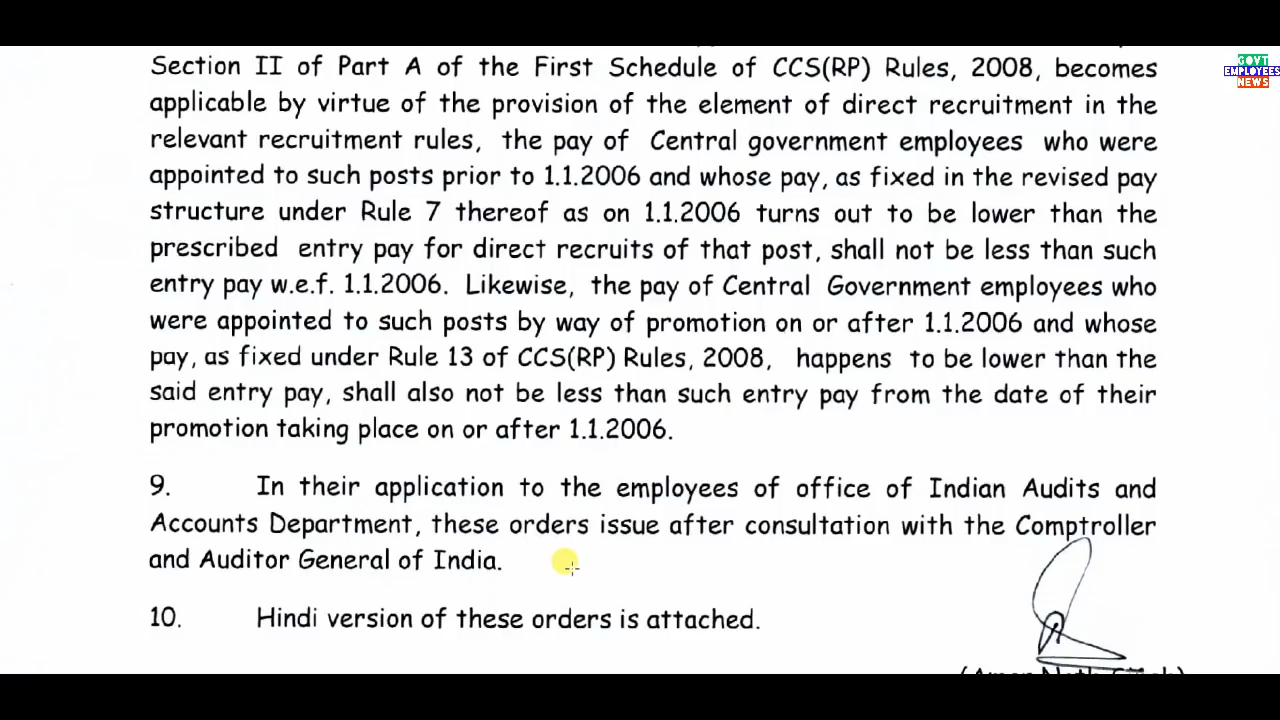 Section II of Part A of the First Schedule of CCS(RP) Rules, 2008, becomes
applicable by virtue of the provision of the element of direct recruitment in the
relevant recruitment rules, the pay of Central government employees who were
appointed to such posts prior to 1.1.2006 and whose pay, as fixed in the revised pay
structure under Rule 7 thereof as on 1.1.2006 turns out to be lower than the
prescribed entry pay for direct recruits of that post, shall not be less than such
entry pay w.e.f. 1.1.2006. Likewise, the pay of Central Government employees who
were appointed to such posts by way of promotion on or after 1.1.2006 and whose
pay, as fixed under Rule 13 of CCS(RP) Rules, 2008, happens to be lower than the
said entry pay, shall also not be less than such entry pay from the date of their
promotion taking place on or after 1.1.2006.
9. In their application to the employees of office of Indian Audits and
Accounts Department, these orders issue after consultation with the Comptroller
and Auditor General of India.
10. Hindi version of these orders is attached.
GOVT
EMPLOYEES
NEWS